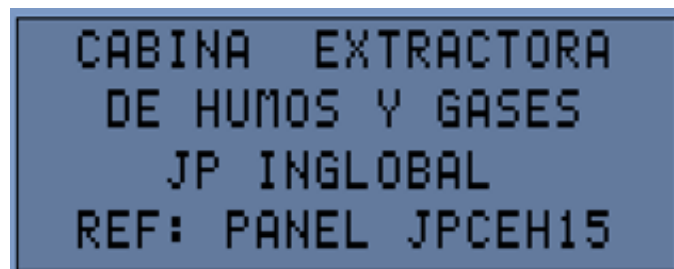 CABINA EXTRACTORA
DE HUMOS Y GASES
JP INGLOBAL
REF: PANEL JPCEH15